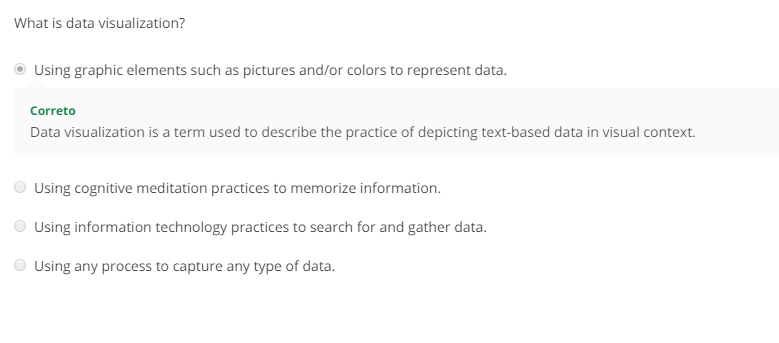 What is data visualization?
Using graphic elements such as pictures and/or colors to represent data.
Correto
Data visualization is a term used to describe the practice of depicting text-based data in visual context.
Using cognitive meditation practices to memorize information.
Using information technology practices to search for and gather data.
Using any process to capture any type of data.